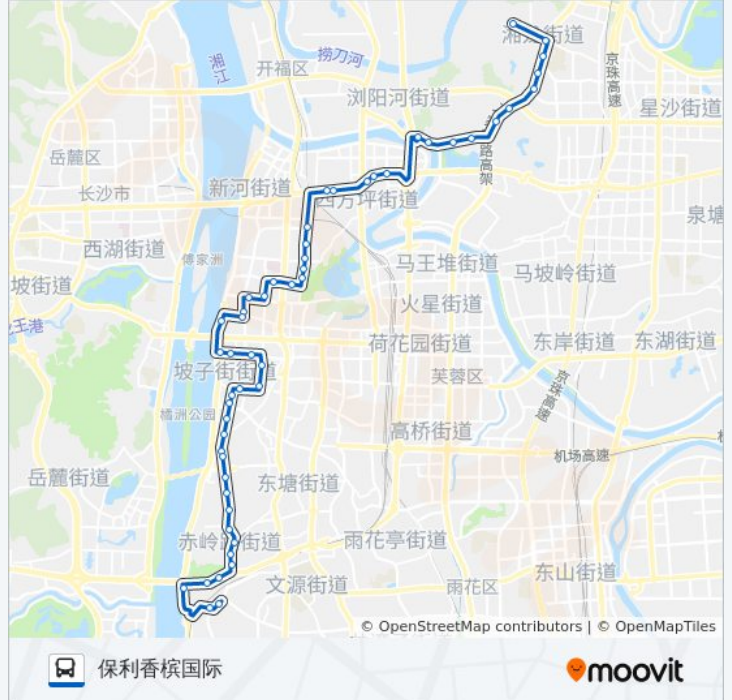 湘龙街道
湘江
捞刀河
开福区
京珠高速
浏阳河街道
星沙街道
岳麓区
路高架
长沙市
新河街道
四方坪街道
泉塘
西湖街道
傅家洲
马王堆街道
马坡岭街道
坡街道
火星街道
龙王港
荷花园街道
东岸街道
东湖街道
坡子街街道
芙蓉区
京珠高速
橘洲公园
高桥街道
机场高速
岳麓街道
东塘街道
赤岭路街道
雨花亭街道
文源街道
雨花区
东山街道
© OpenStreetMap contributors | © OpenMapTiles
保利香槟国际
moovit